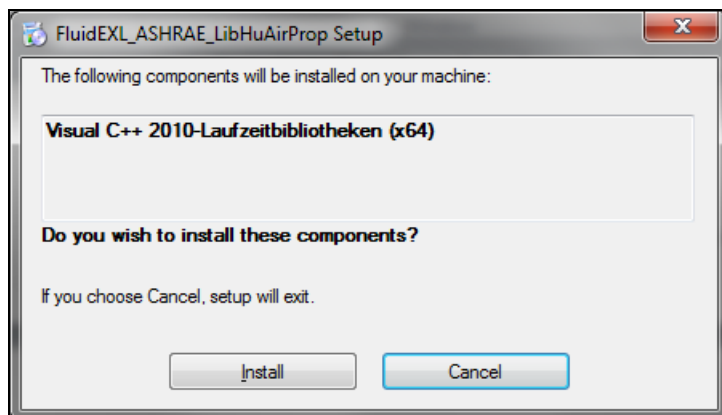 FluidEXL_ASHRAE_LibHuAirProp Setup
The following components will be installed on your machine:
Visual C++ 2010-Laufzeitbibliotheken (x64)
Do you wish to install these components?
If you choose Cancel, setup will exit.
Install Cancel